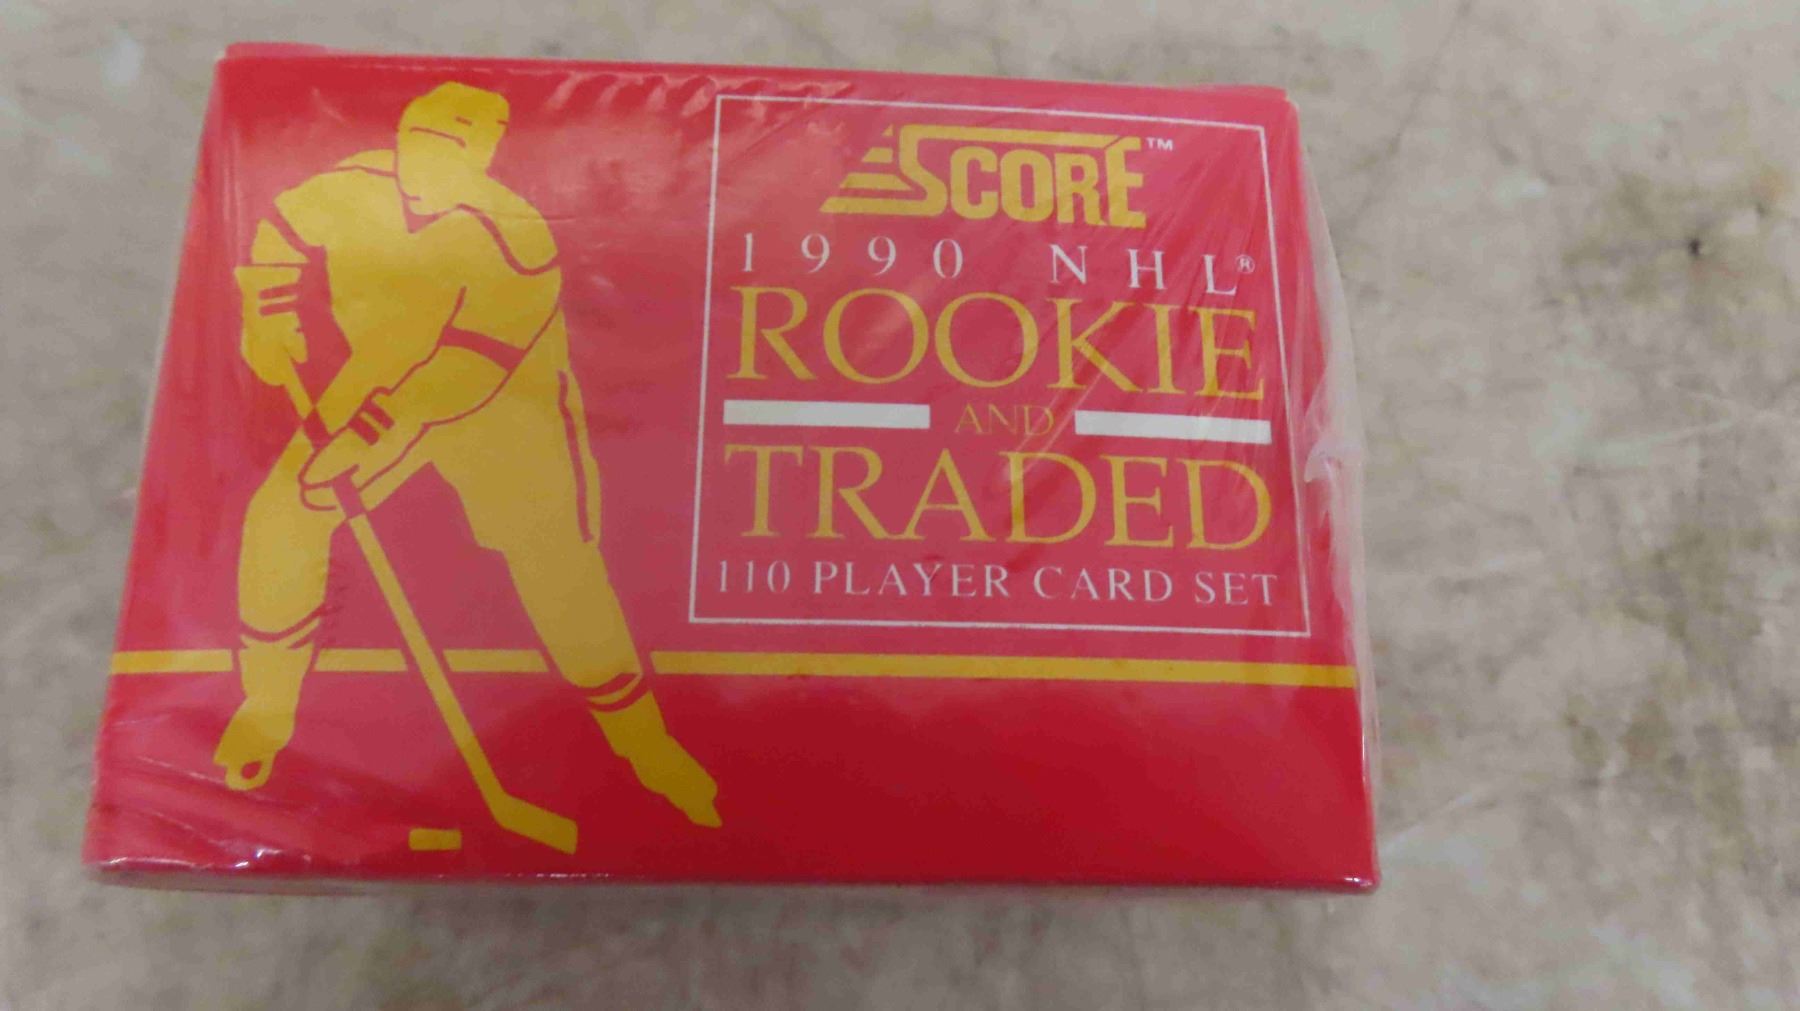 SCORE™
1990 NHL®
ROOKIE
AND
TRADED
110 PLAYER CARD SET